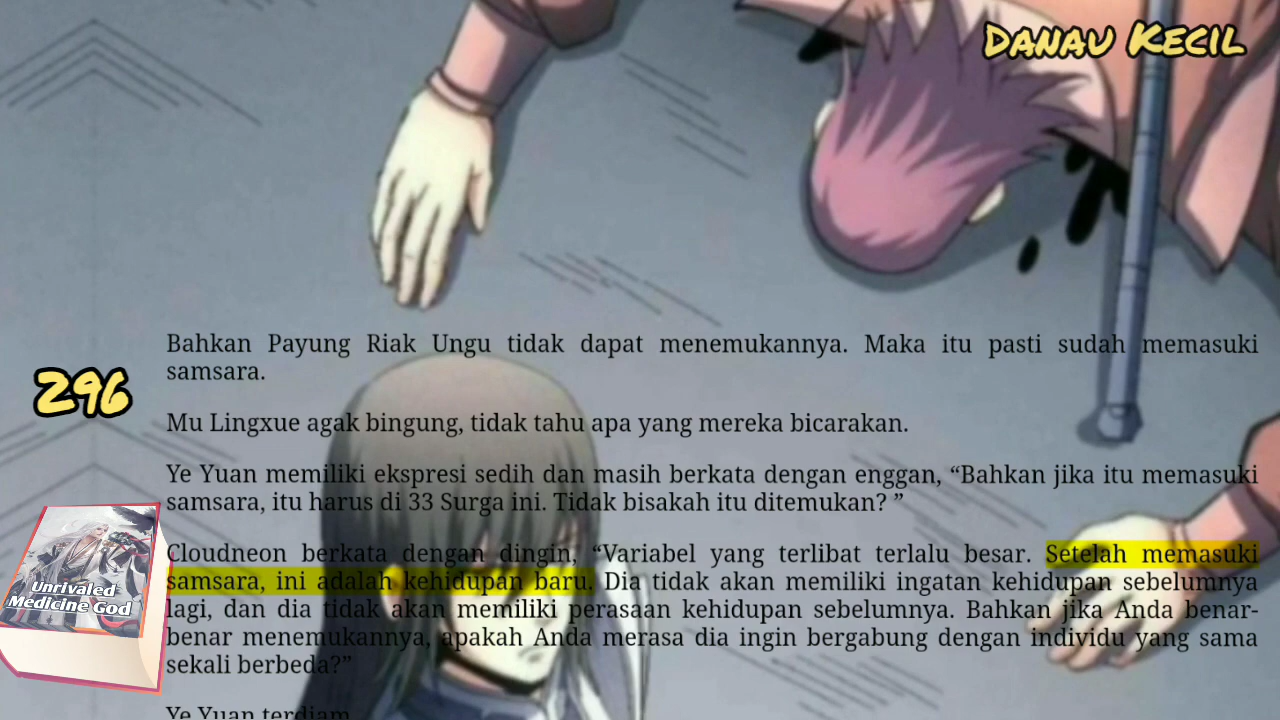 Danau Kecil
Bahkan Payung Riak Ungu tidak dapat menemukannya. Maka itu pasti sudah memasuki
samsara.
296
Mu Lingxue agak bingung, tidak tahu apa yang mereka bicarakan.
Ye Yuan memiliki ekspresi sedih dan masih berkata dengan enggan, “Bahkan jika itu memasuki
samsara, itu harus di 33 Surga ini. Tidak bisakah itu ditemukan? ”
Cloudneon berkata dengan dingin, “Variabel yang terlibat terlalu besar. Setelah memasuki
samsara, ini adalah kehidupan baru. Dia tidak akan memiliki ingatan kehidupan sebelumnya
lagi, dan dia tidak akan memiliki perasaan kehidupan sebelumnya. Bahkan jika Anda benar-
benar menemukannya, apakah Anda merasa dia ingin bergabung dengan individu yang sama
sekali berbeda?”
Unrivaled
Medicine God
Ye Yuan terdiam